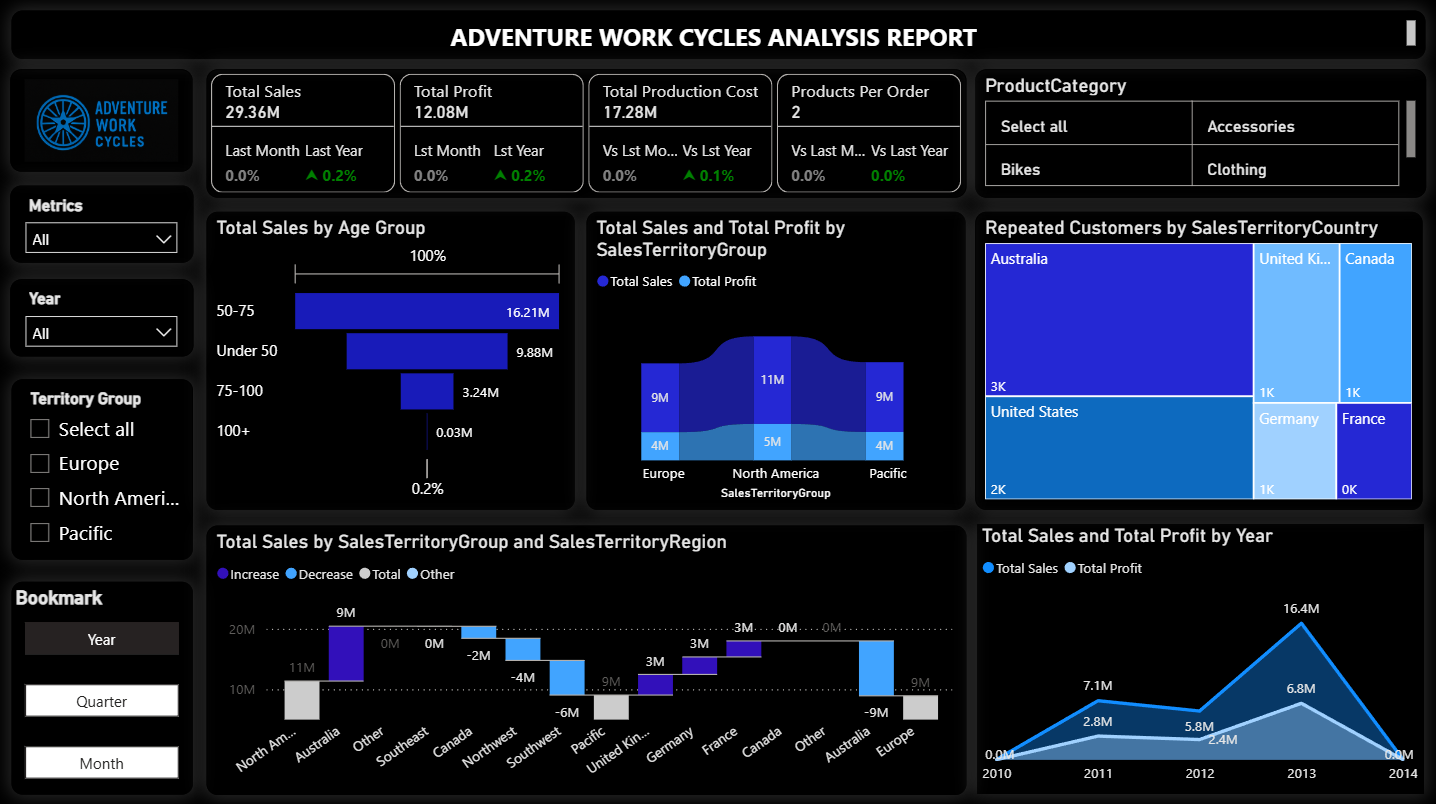 ADVENTURE WORK CYCLES ANALYSIS REPORT
ADVENTURE
WORK
CYCLES
Metrics
All
Year
All
Territory Group
Select all
Europe
North Ameri...
Pacific
Bookmark
Year
Quarter
Month
Total Sales
29.36M
Last Month Last Year
0.0% 0.2%
Total Profit
12.08M
Lst Month Lst Year
0.0% 0.2%
Total Production Cost
17.28M
Vs Lst Mo... Vs Lst Year
0.0% 0.1%
Products Per Order
2
Vs Last M... Vs Last Year
0.0% 0.0%
ProductCategory
Select all Accessories
Bikes Clothing
Total Sales by Age Group
100%
50-75 16.21M
Under 50 9.88M
75-100 3.24M
100+ 0.03M
0.2%
Total Sales and Total Profit by
SalesTerritoryGroup
Total Sales Total Profit
9M 11M 9M
4M 5M 4M
Europe North America Pacific
SalesTerritoryGroup
Repeated Customers by SalesTerritoryCountry
Australia
3K
United States
2K
United Ki...
1K
Canada
1K
Germany
1K
France
0K
Total Sales by SalesTerritoryGroup and SalesTerritoryRegion
Increase Decrease Total Other
20M
10M
11M 9M 0M 0M -2M -4M -6M 9M 3M 3M 3M 0M 0M -9M 9M
North Am... Australia Other Southeast Canada Northwest Southwest Pacific United Kin... Germany France Canada Other Australia Europe
Total Sales and Total Profit by Year
Total Sales Total Profit
0.0M 7.1M 5.8M 16.4M 0.0M
2.8M 2.4M 6.8M
2010 2011 2012 2013 2014